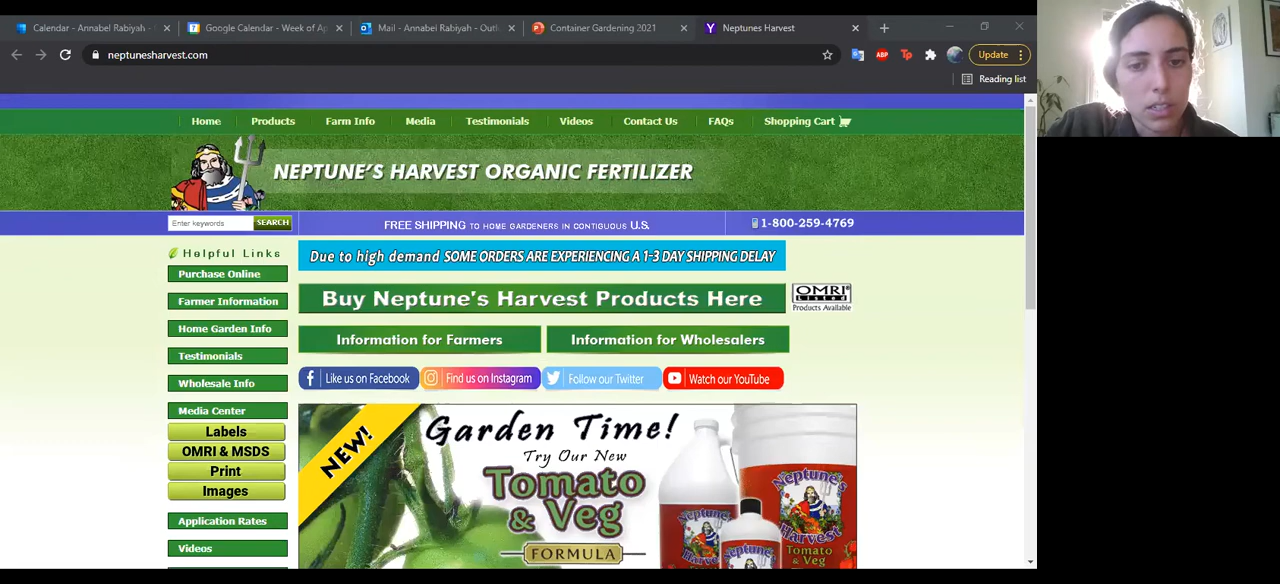 Calendar - Annabel Rabiyah -
Google Calendar - Week of Ap
Mail - Annabel Rabiyah - Outl
Container Gardening 2021
Neptunes Harvest
neptunesharvest.com
ABP
Tp
Update
Reading list
Home
Products
Farm Info
Media
Testimonials
Videos
Contact Us
FAQs
Shopping Cart
NEPTUNE'S HARVEST ORGANIC FERTILIZER
Enter keywords
SEARCH
FREE SHIPPING TO HOME GARDENERS IN CONTIGUOUS U.S.
1-800-259-4769
Helpful Links
Purchase Online
Farmer Information
Home Garden Info
Testimonials
Wholesale Info
Media Center
Labels
OMRI & MSDS
Print
Images
Application Rates
Videos
Due to high demand SOME ORDERS ARE EXPERIENCING A 1-3 DAY SHIPPING DELAY
Buy Neptune's Harvest Products Here
OMRI
Listed
Products Available
Information for Farmers
Information for Wholesalers
Like us on Facebook
Find us on Instagram
Follow our Twitter
Watch our YouTube
NEW!
Garden Time!
Try Our New
Tomato
& Veg
FORMULA
Neptune's
Harvest
Tomato
& Veg